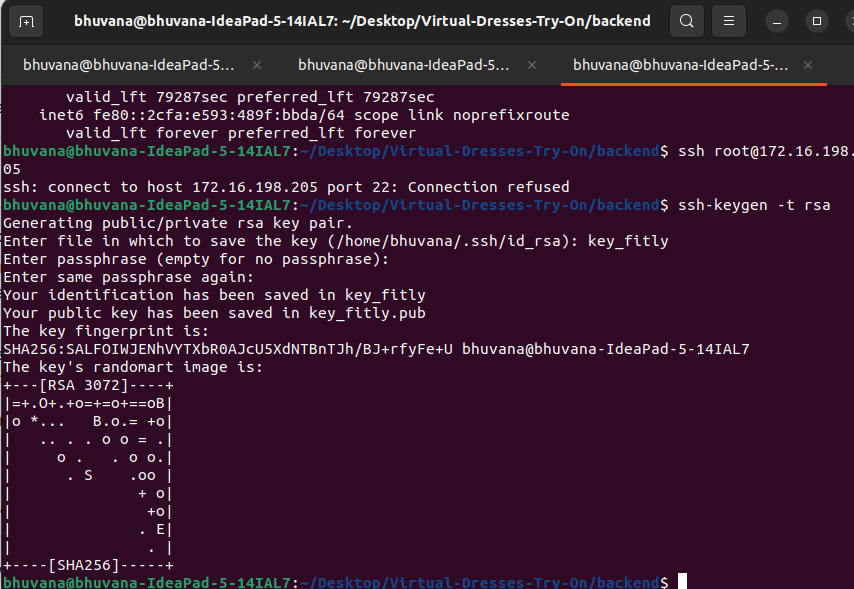 bhuvana@bhuvana-IdeaPad-5-14IAL7: ~/Desktop/Virtual-Dresses-Try-On/backend
bhuvana@bhuvana-IdeaPad-5... × bhuvana@bhuvana-IdeaPad-5... × bhuvana@bhuvana-IdeaPad-5-... ×
valid_lft 79287sec preferred_lft 79287sec
inet6 fe80::2cfa:e593:489f:bbda/64 scope link noprefixroute
valid_lft forever preferred_lft forever
bhuvana@bhuvana-IdeaPad-5-14IAL7:~/Desktop/Virtual-Dresses-Try-On/backend$ ssh root@172.16.198.
05
ssh: connect to host 172.16.198.205 port 22: Connection refused
bhuvana@bhuvana-IdeaPad-5-14IAL7:~/Desktop/Virtual-Dresses-Try-On/backend$ ssh-keygen -t rsa
Generating public/private rsa key pair.
Enter file in which to save the key (/home/bhuvana/.ssh/id_rsa): key_fitly
Enter passphrase (empty for no passphrase):
Enter same passphrase again:
Your identification has been saved in key_fitly
Your public key has been saved in key_fitly.pub
The key fingerprint is:
SHA256:SALFOIWJENhVYTXbR0AJcU5XdNTBnTJh/BJ+rfyFe+U bhuvana@bhuvana-IdeaPad-5-14IAL7
The key's randomart image is:
+---[RSA 3072]----+
|=+.O+.+o=+=o+==oB|
|o *...   B.o.= +o|
|   .. . . o o = .|
|     o .   . o o.|
|      . S    .oo |
|              + o|
|               +o|
|              . E|
|               . |
+----[SHA256]-----+
bhuvana@bhuvana-IdeaPad-5-14IAL7:~/Desktop/Virtual-Dresses-Try-On/backend$